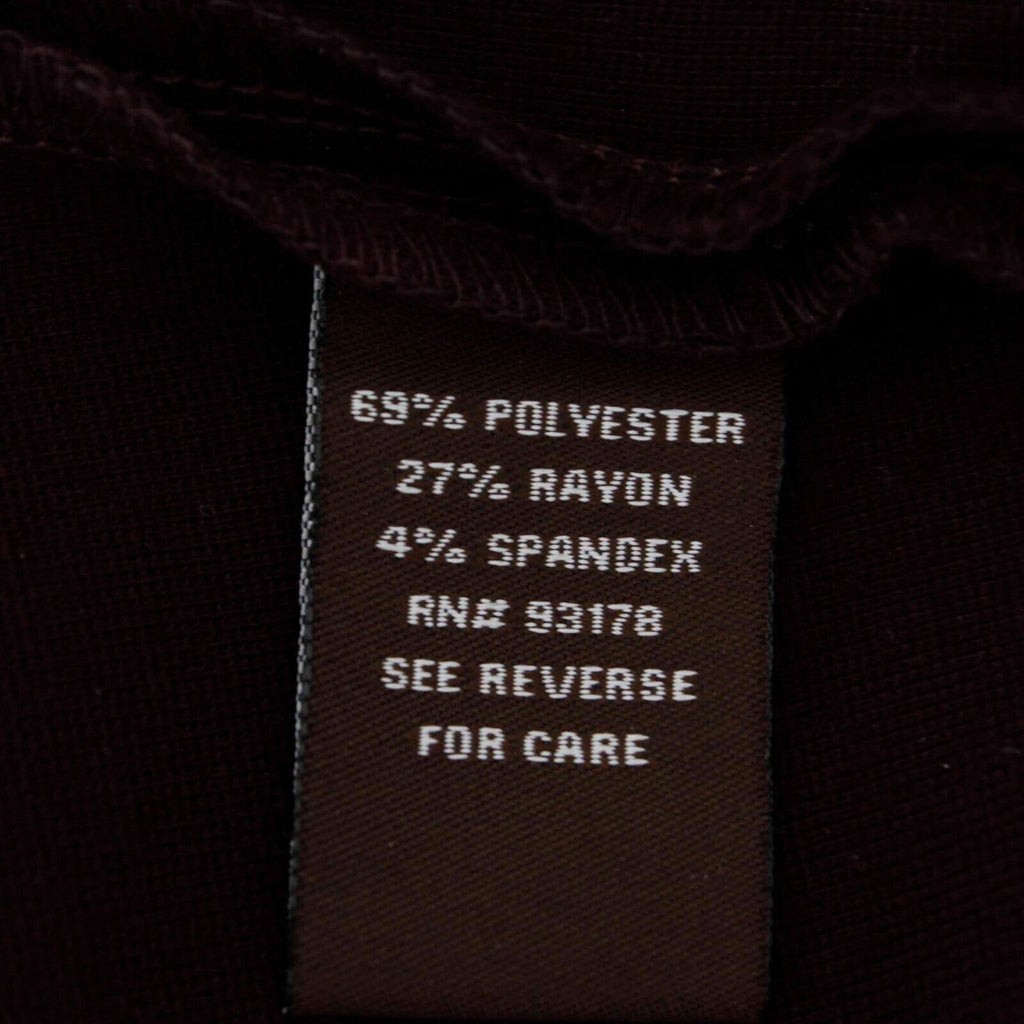 69% POLYESTER
27% RAYON
4% SPANDEX
RN# 93178
SEE REVERSE
FOR CARE